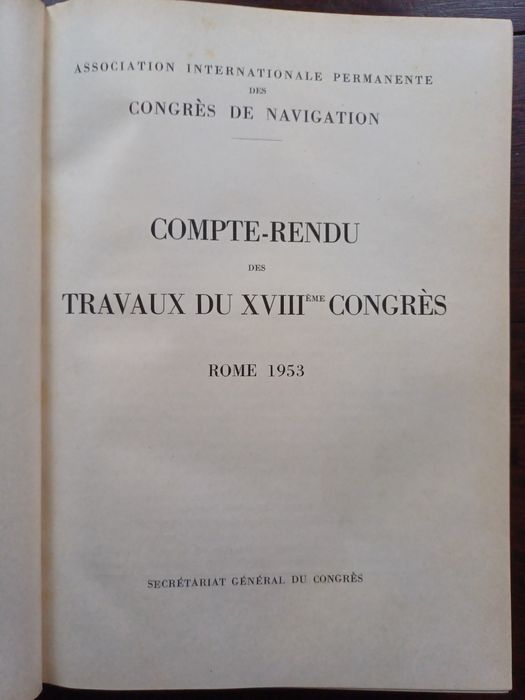 ASSOCIATION INTERNATIONALE PERMANENTE
DES
CONGRÈS DE NAVIGATION
COMPTE-RENDU
DES
TRAVAUX DU XVIIIÈME CONGRÈS
ROME 1953
SECRÉTARIAT GÉNÉRAL DU CONGRÈS